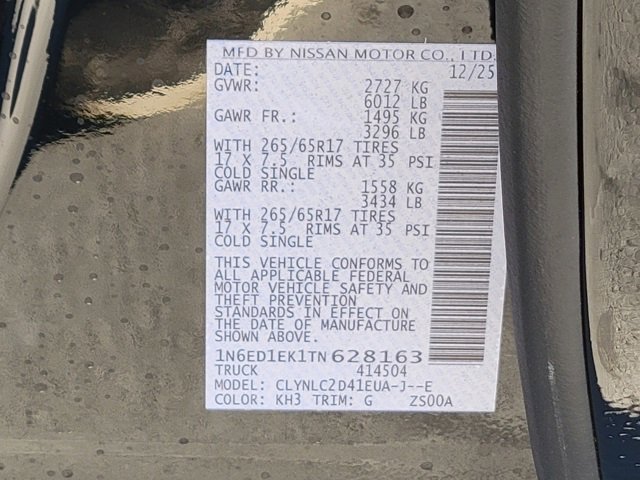 MFD BY NISSAN MOTOR CO., LTD.
DATE: 12/25
GVWR: 2727 KG
6012 LB
GAWR FR.: 1495 KG
3296 LB
WITH 265/65R17 TIRES
17 X 7.5 RIMS AT 35 PSI
COLD SINGLE
GAWR RR.: 1558 KG
3434 LB
WITH 265/65R17 TIRES
17 X 7.5 RIMS AT 35 PSI
COLD SINGLE
THIS VEHICLE CONFORMS TO
ALL APPLICABLE FEDERAL
MOTOR VEHICLE SAFETY AND
THEFT PREVENTION
STANDARDS IN EFFECT ON
THE DATE OF MANUFACTURE
SHOWN ABOVE.
1N6ED1EK1TN628163
TRUCK 414504
MODEL: CLYNLC2D41EUA-J--E
COLOR: KH3 TRIM: G ZS00A